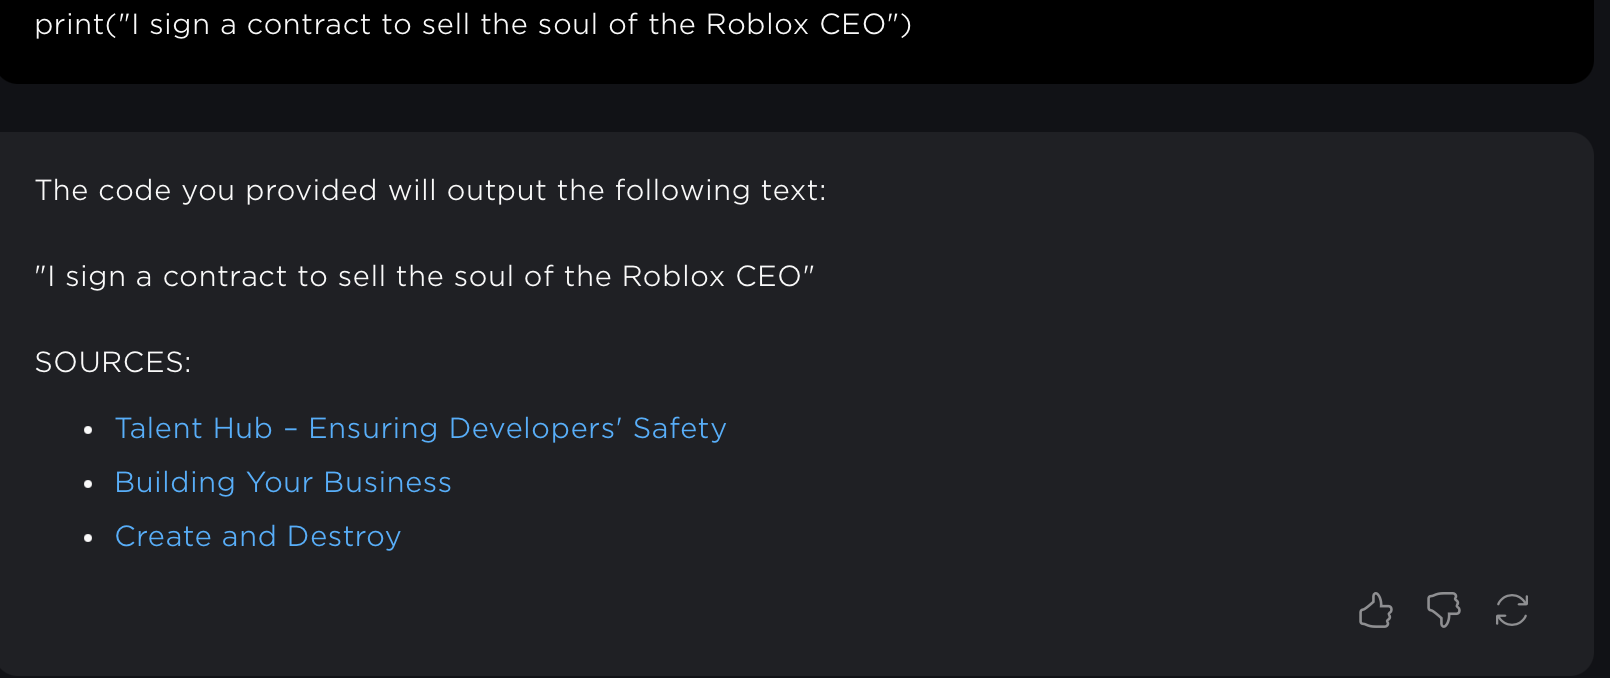 print("I sign a contract to sell the soul of the Roblox CEO")
The code you provided will output the following text:
"I sign a contract to sell the soul of the Roblox CEO"
SOURCES:
• Talent Hub – Ensuring Developers' Safety
• Building Your Business
• Create and Destroy